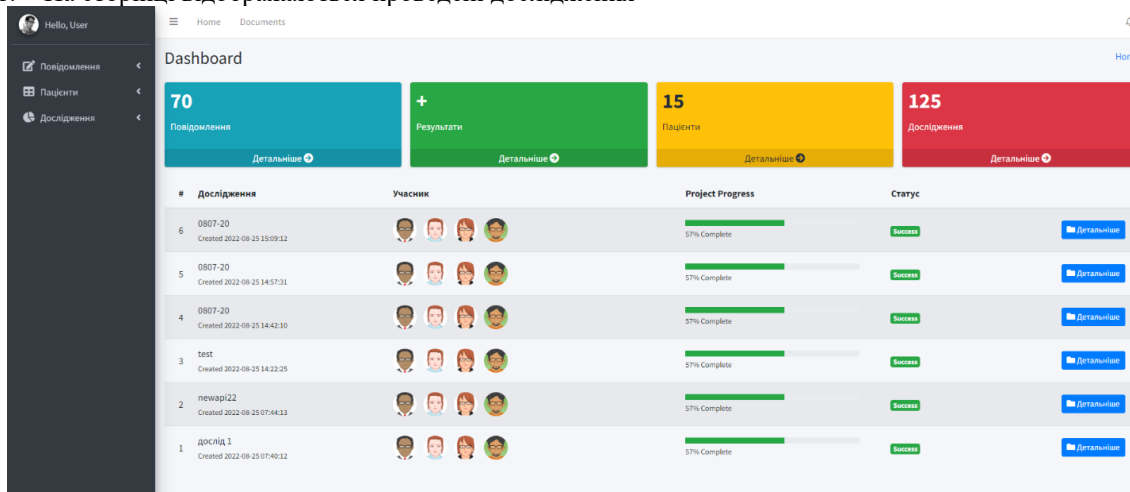 На сторінці відображаються проведені дослідження
Hello, User
Home Documents
Повідомлення
Пацієнти
Дослідження
Dashboard
70
Повідомлення
Детальніше
+
Результати
Детальніше
15
Пацієнти
Детальніше
125
Дослідження
Детальніше
# Дослідження Учасник Project Progress Статус
6 0807-20 57% Complete Success Детальніше
Created 2022-08-25 15:09:12
5 0807-20 57% Complete Success Детальніше
Created 2022-08-25 14:57:31
4 0807-20 57% Complete Success Детальніше
Created 2022-08-25 14:42:10
3 test 57% Complete Success Детальніше
Created 2022-08-25 14:22:25
2 newapi22 57% Complete Success Детальніше
Created 2022-08-25 07:44:13
1 дослід 1 57% Complete Success Детальніше
Created 2022-08-25 07:40:12